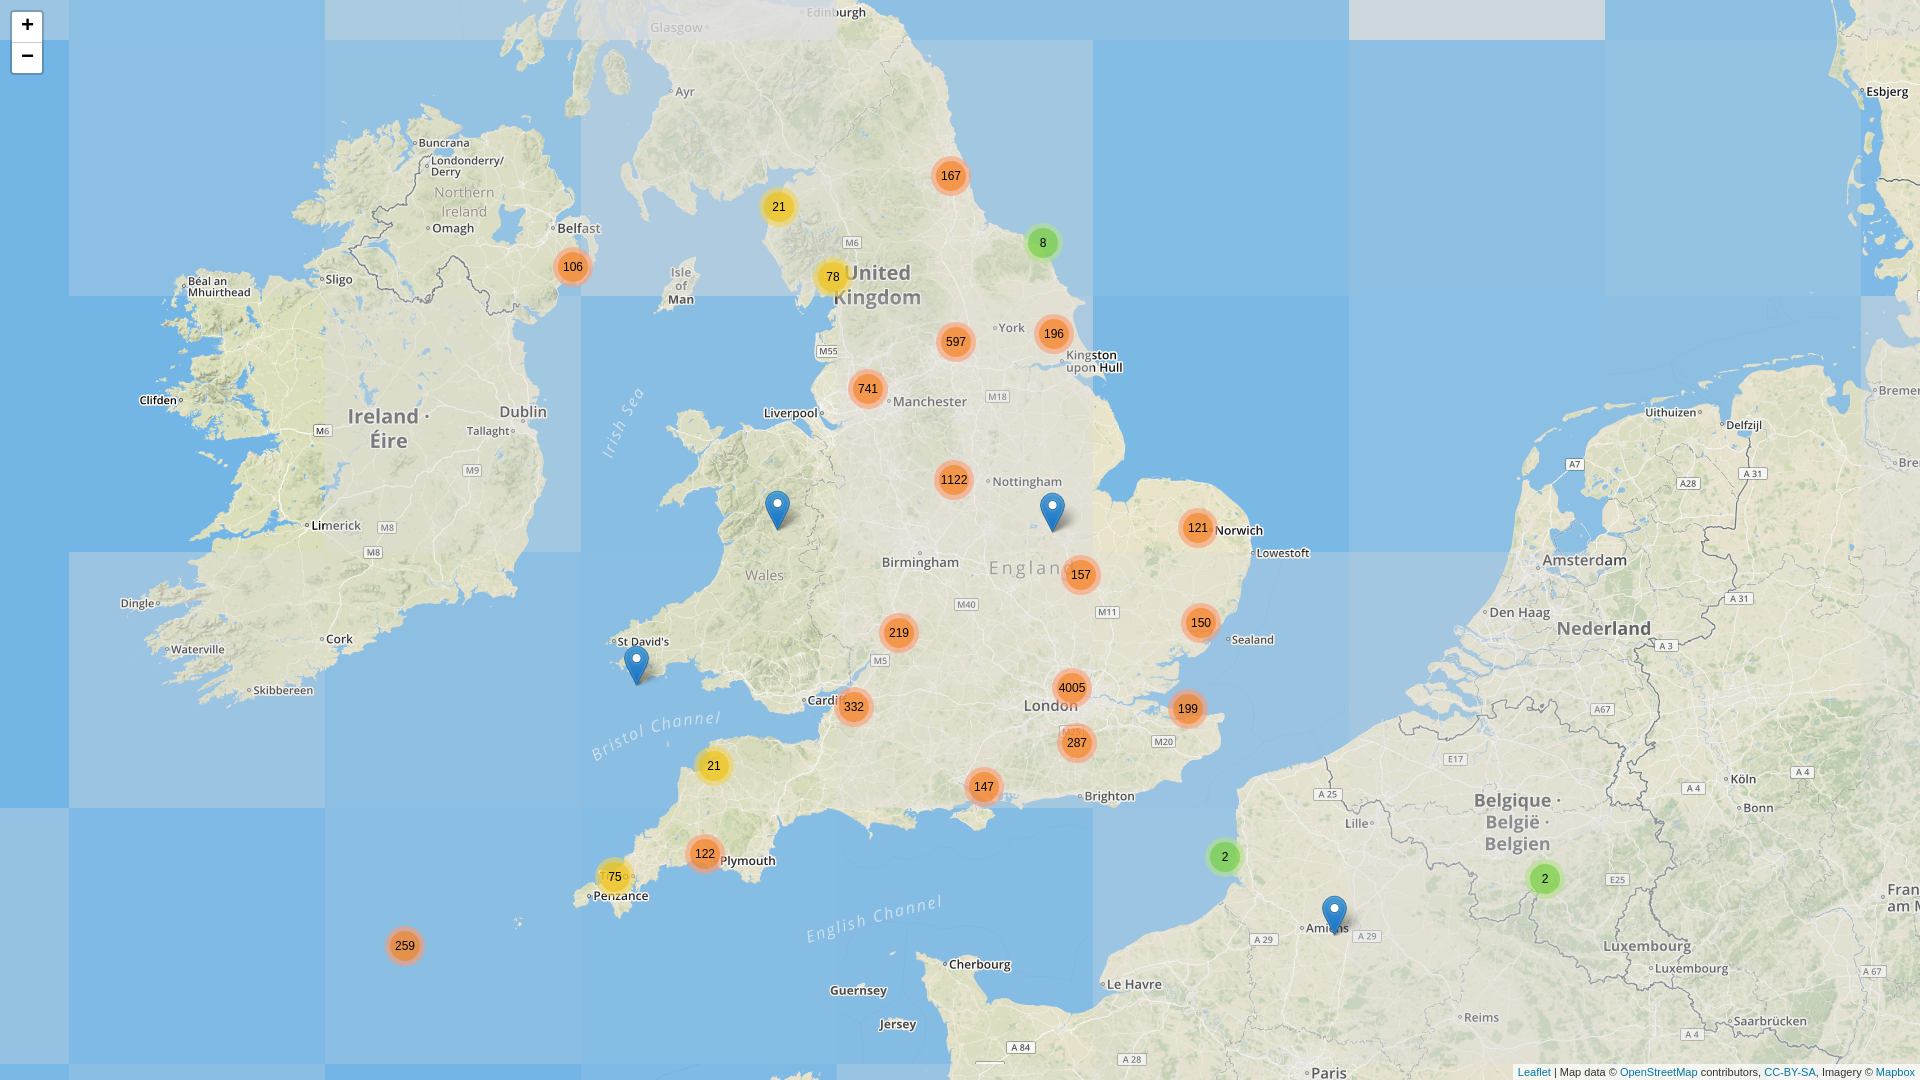 +
−
Edinburgh
Glasgow
Esbjerg
Ayr
Buncrana
Londonderry/
Derry
Northern
Ireland
Omagh
Belfast
167
21
8
M6
106
78
United
Kingdom
Isle
of
Man
Béal an
Mhuirthead
Sligo
York
196
597
Kingston
upon Hull
M55
741
Manchester
M18
Liverpool
Clifden
Irish Sea
Ireland ·
Éire
Dublin
Tallaght
M6
M9
Uithuizen
Delfzijl
A7
A 31
A28
1122
Nottingham
Limerick
M8
M8
121
Norwich
Lowestoft
Birmingham
England
157
Wales
Amsterdam
A 31
Dingle
M40
M11
Den Haag
Nederland
219
150
Cork
Waterville
St David's
Sealand
M5
A 3
Skibbereen
4005
London
Cardiff
332
199
A67
Bristol Channel
287
M20
E17
21
147
Brighton
Köln
A 4
A 4
Bonn
A 25
Lille
Belgique ·
België ·
Belgien
122
Plymouth
2
75
Penzance
2
E25
English Channel
Amiens
A 29
A 29
259
Luxembourg
Luxembourg
A 67
Cherbourg
Le Havre
Guernsey
Jersey
Reims
Saarbrücken
A 4
A 84
A 28
Paris
Leaflet | Map data © OpenStreetMap contributors, CC-BY-SA, Imagery © Mapbox